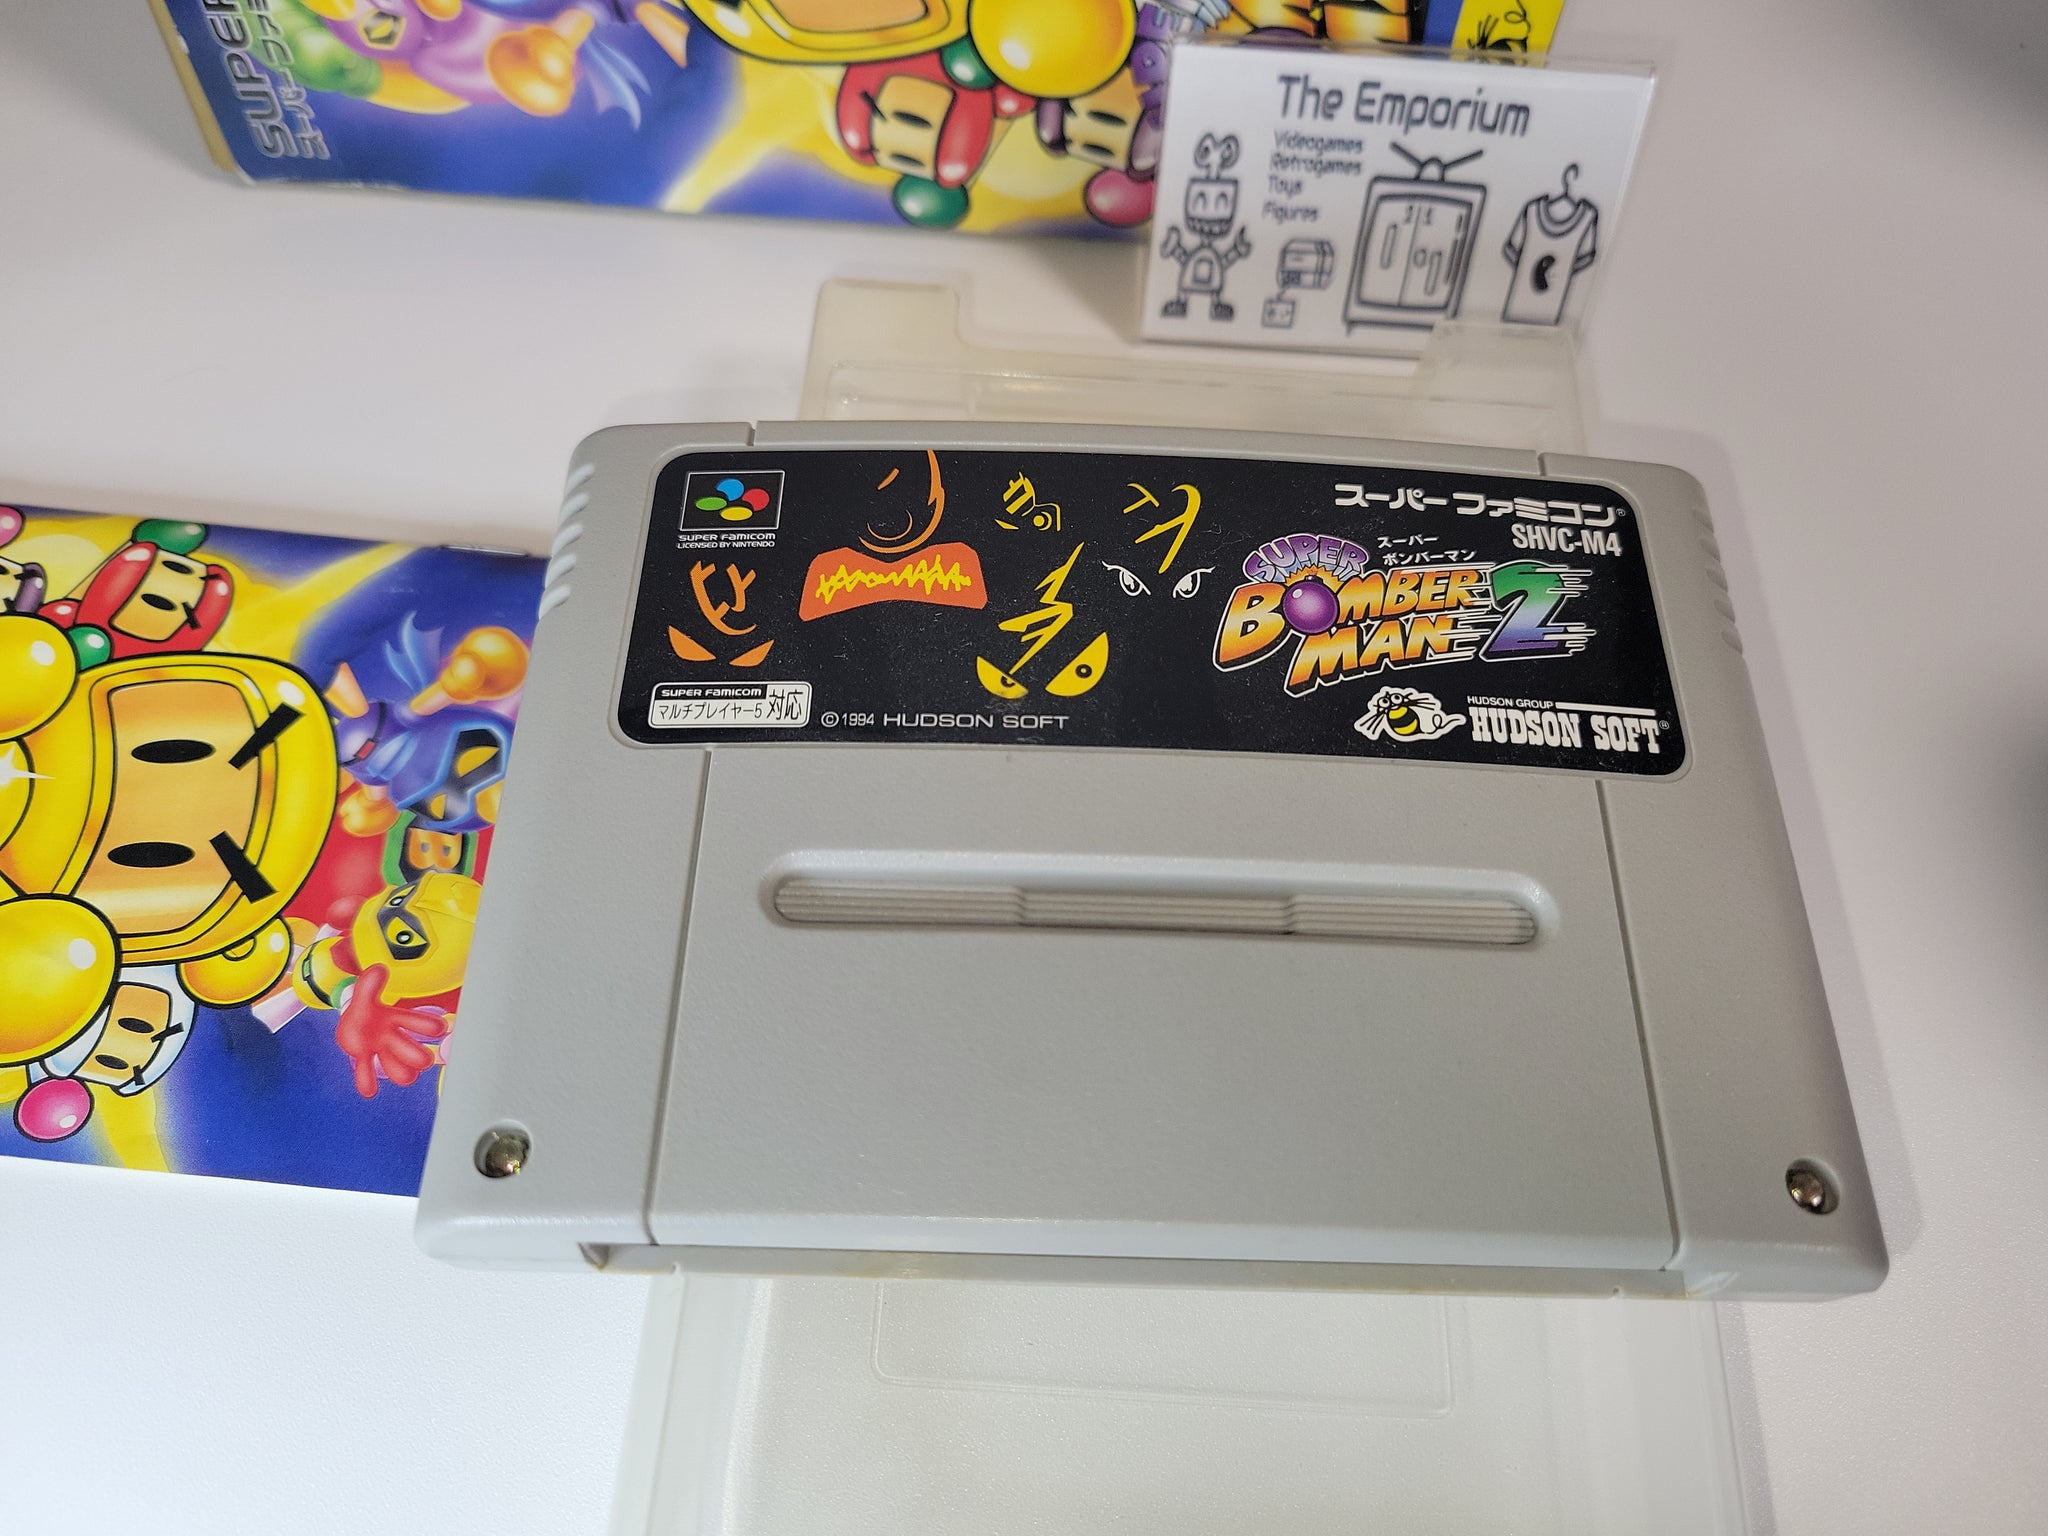 SUPER
The Emporium
Videogames
Retrogames
Toys
Figures
SUPER FAMICOM
LICENSED BY NINTENDO
スーパーファミコン®
SHVC-M4
スーパー
ボンバーマン
SUPER
BOMBER
MAN 2
SUPER FAMICOM
マルチプレイヤー5 対応
©1994 HUDSON SOFT
HUDSON GROUP
HUDSON SOFT®
B